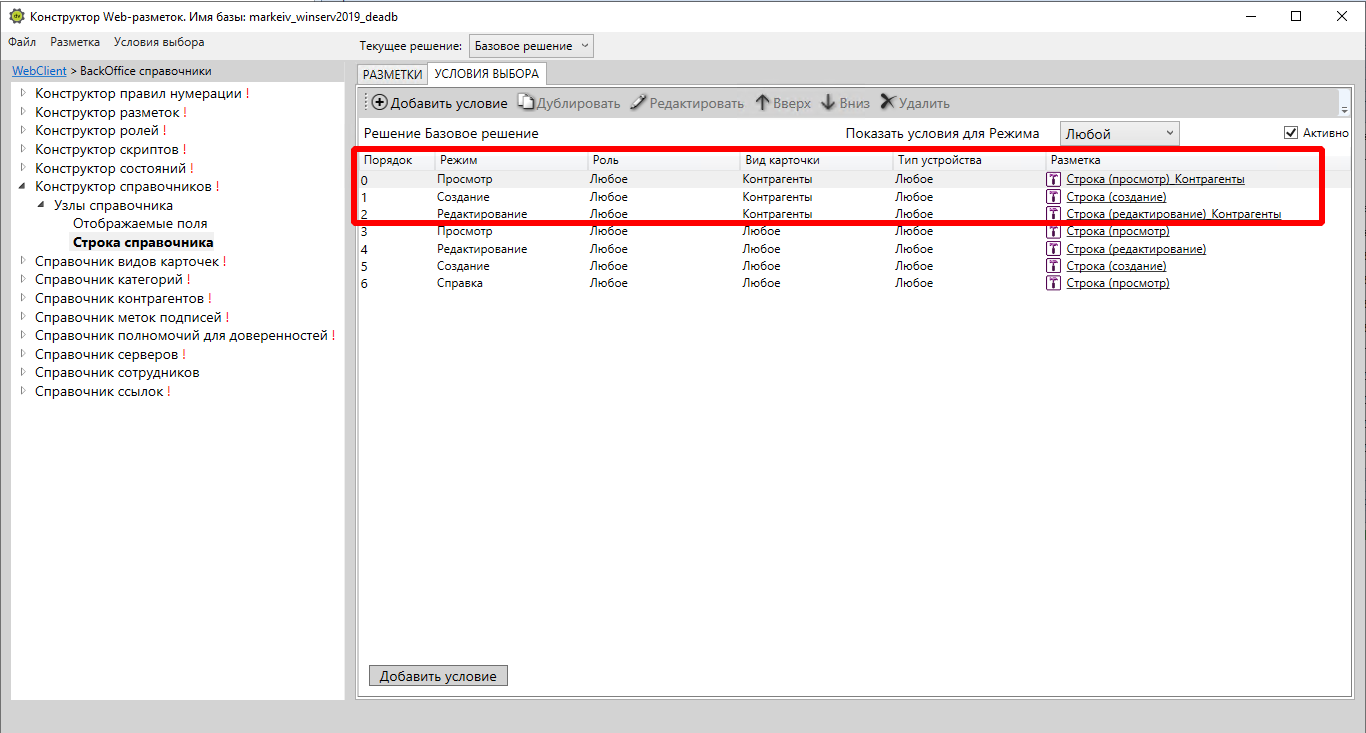 Конструктор Web-разметок. Имя базы: markeiv_winserv2019_deadb
Файл Разметка Условия выбора
Текущее решение: Базовое решение
WebClient > BackOffice справочники
Конструктор правил нумерации !
Конструктор разметок !
Конструктор ролей !
Конструктор скриптов !
Конструктор состояний !
Конструктор справочников !
Узлы справочника
Отображаемые поля
Строка справочника
Справочник видов карточек !
Справочник категорий !
Справочник контрагентов !
Справочник меток подписей !
Справочник полномочий для доверенностей !
Справочник серверов !
Справочник сотрудников
Справочник ссылок !
РАЗМЕТКИ УСЛОВИЯ ВЫБОРА
Добавить условие Дублировать Редактировать Вверх Вниз Удалить
Решение Базовое решение Показать условия для Режима Любой Активно
Порядок Режим Роль Вид карточки Тип устройства Разметка
0 Просмотр Любое Контрагенты Любое Строка (просмотр)_Контрагенты
1 Создание Любое Контрагенты Любое Строка (создание)
2 Редактирование Любое Контрагенты Любое Строка (редактирование)_Контрагенты
3 Просмотр Любое Любое Любое Строка (просмотр)
4 Редактирование Любое Любое Любое Строка (редактирование)
5 Создание Любое Любое Любое Строка (создание)
6 Справка Любое Любое Любое Строка (просмотр)
Добавить условие